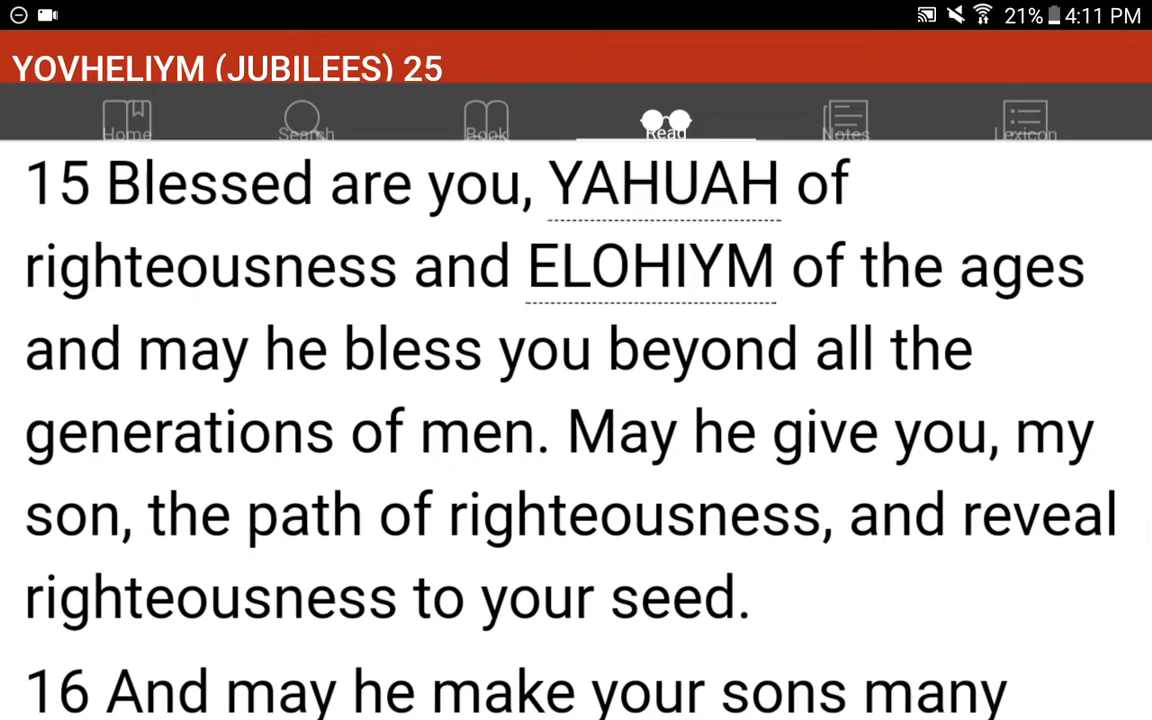 21% 4:11 PM
YOVHELIYM (JUBILEES) 25
Home Search Book Read Notes Lexicon
15 Blessed are you, YAHUAH of
righteousness and ELOHIYM of the ages
and may he bless you beyond all the
generations of men. May he give you, my
son, the path of righteousness, and reveal
righteousness to your seed.
16 And may he make your sons many